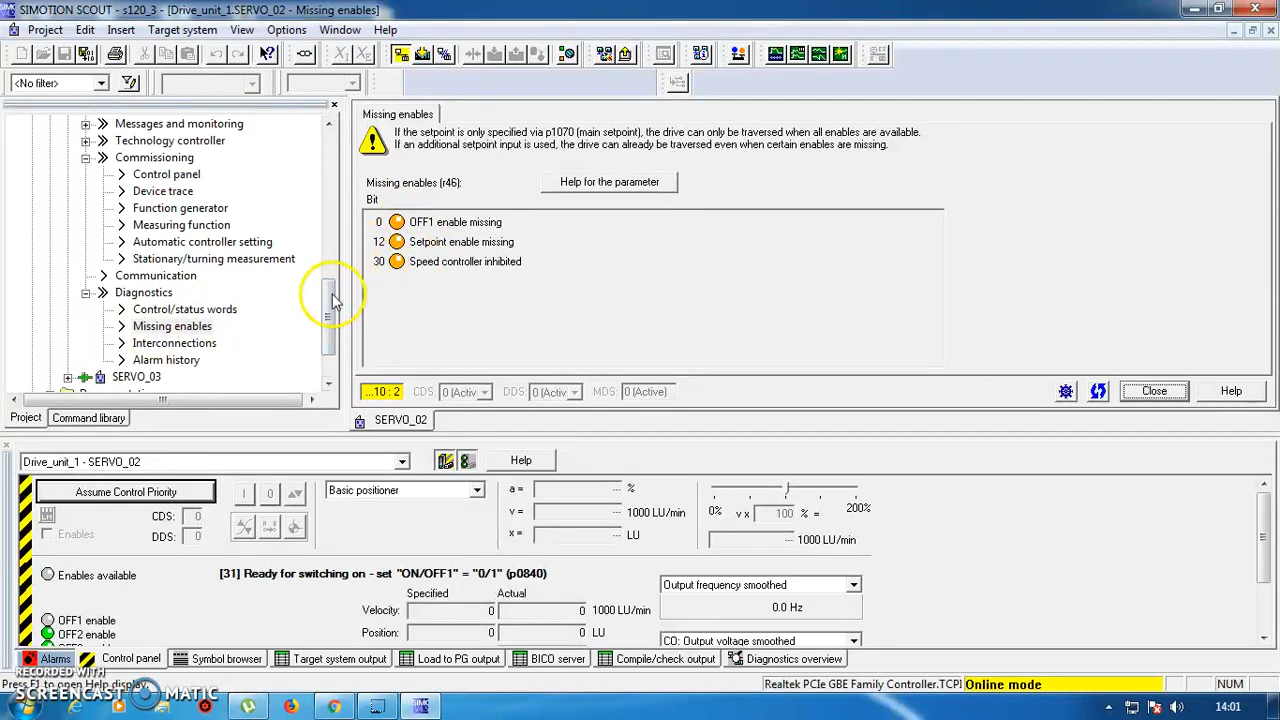 SIMOTION SCOUT - s120_3 - [Drive_unit_1.SERVO_02 - Missing enables]
Project Edit Insert Target system View Options Window Help
<No filter>
Messages and monitoring
Technology controller
Commissioning
Control panel
Device trace
Function generator
Measuring function
Automatic controller setting
Stationary/turning measurement
Communication
Diagnostics
Control/status words
Missing enables
Interconnections
Alarm history
SERVO_03
Project Command library
Missing enables
If the setpoint is only specified via p1070 (main setpoint), the drive can only be traversed when all enables are available.
If an additional setpoint input is used, the drive can already be traversed even when certain enables are missing.
Missing enables (r46): Help for the parameter
Bit
0 OFF1 enable missing
12 Setpoint enable missing
30 Speed controller inhibited
...10 : 2 CDS: 0 (Activ DDS: 0 (Activ MDS: 0 (Active) Close Help
SERVO_02
Drive_unit_1 - SERVO_02 Help
Assume Control Priority I 0 Basic positioner
CDS: 0
Enables DDS: 0
a = --- %
v = --- 1000 LU/min
x = --- LU
0% v x 100 % = 200%
--- 1000 LU/min
Enables available [31] Ready for switching on - set "ON/OFF1" = "0/1" (p0840)
Specified Actual
Velocity: 0 0 1000 LU/min
Position: 0 0 LU
OFF1 enable
OFF2 enable
Output frequency smoothed
0.0 Hz
CO: Output voltage smoothed
Alarms Control panel Symbol browser Target system output Load to PG output BICO server Compile/check output Diagnostics overview
Press F1 to open Help display. Realtek PCIe GBE Family Controller.TCPI Online mode NUM
RECORDED WITH
SCREENCAST MATIC
14:01